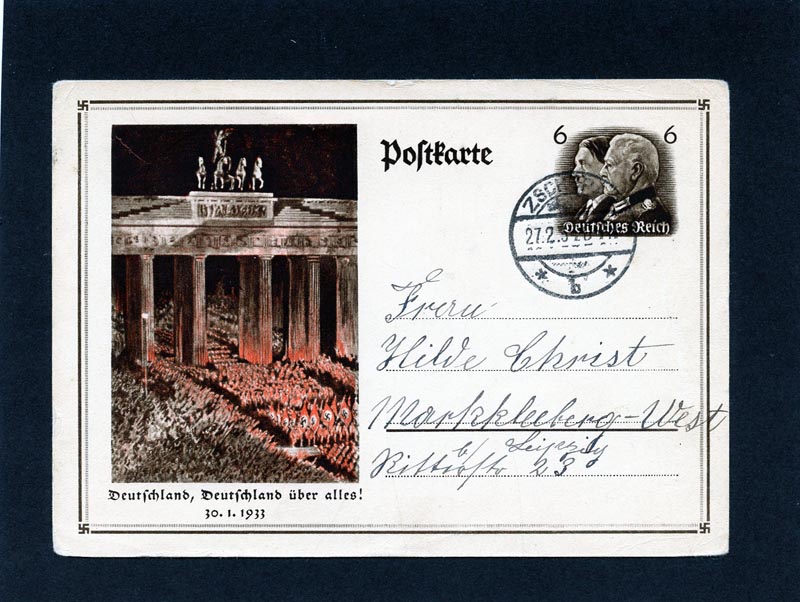 Postkarte
6 6
Deutsches Reich
27.2.3
b
Frau
Hilde Christ
Markkleeberg-West
b/ Leipzig
23
Deutschland, Deutschland über alles!
30. 1. 1933